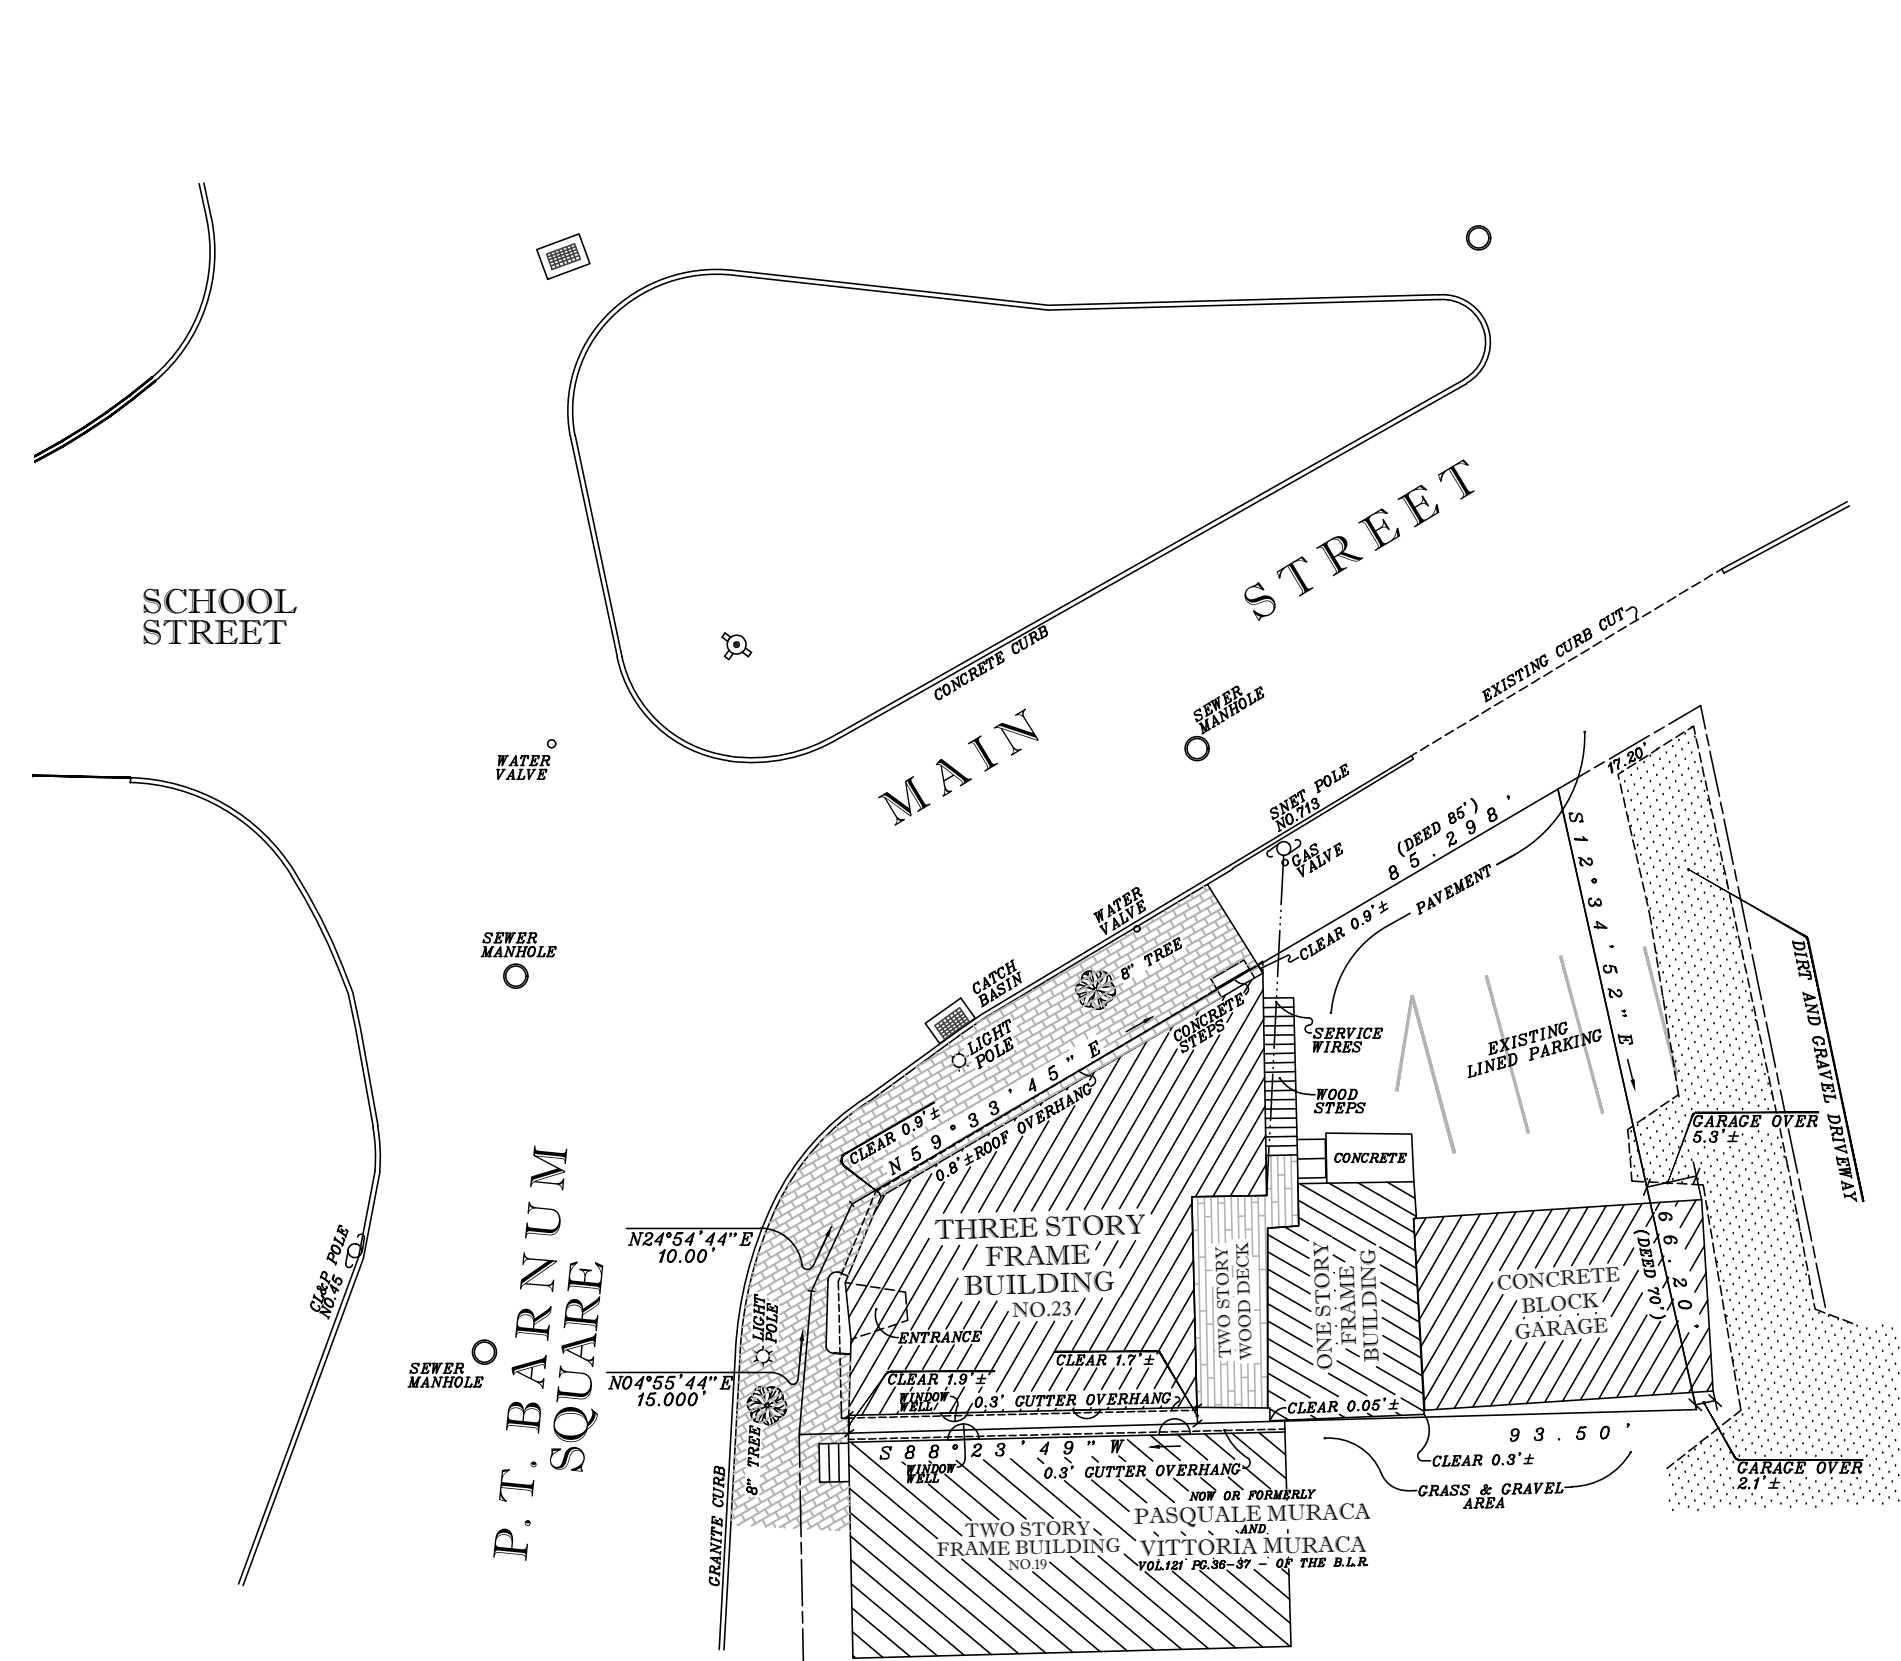 SCHOOL
STREET
MAIN STREET
CONCRETE CURB
SEWER
MANHOLE
EXISTING CURB CUT
WATER
VALVE
SNET POLE
NO.713
GAS
VALVE
17.20'
(DEED 85')
85.298'
PAVEMENT
CLEAR 0.9'±
S12°34'52"E
WATER
VALVE
8" TREE
SEWER
MANHOLE
CATCH
BASIN
LIGHT
POLE
CONCRETE
STEPS
DIRT AND GRAVEL DRIVEWAY
SERVICE
WIRES
EXISTING
LINED PARKING
WOOD
STEPS
CLEAR 0.9'±
N59°33'45"E
0.8'±ROOF OVERHANG
GARAGE OVER
5.3'±
CONCRETE
CL&P POLE
NO.45
P.T. BARNUM
SQUARE
N24°54'44"E
10.00'
THREE STORY
FRAME
BUILDING
NO.23
TWO STORY
WOOD DECK
ONE STORY
FRAME
BUILDING
CONCRETE
BLOCK
GARAGE
66.20'
(DEED 70')
LIGHT
POLE
ENTRANCE
SEWER
MANHOLE
N04°55'44"E
15.000'
CLEAR 1.7'±
CLEAR 1.9'±
WINDOW
WELL
0.3' GUTTER OVERHANG
CLEAR 0.05'±
93.50'
8" TREE
S88°23'49"W
WINDOW
WELL
0.3' GUTTER OVERHANG
CLEAR 0.3'±
GARAGE OVER
2.1'±
GRASS & GRAVEL
AREA
GRANITE CURB
NOW OR FORMERLY
PASQUALE MURACA
AND
VITTORIA MURACA
VOL.121 PG.36-37 - OF THE B.L.R.
TWO STORY
FRAME BUILDING
NO.19